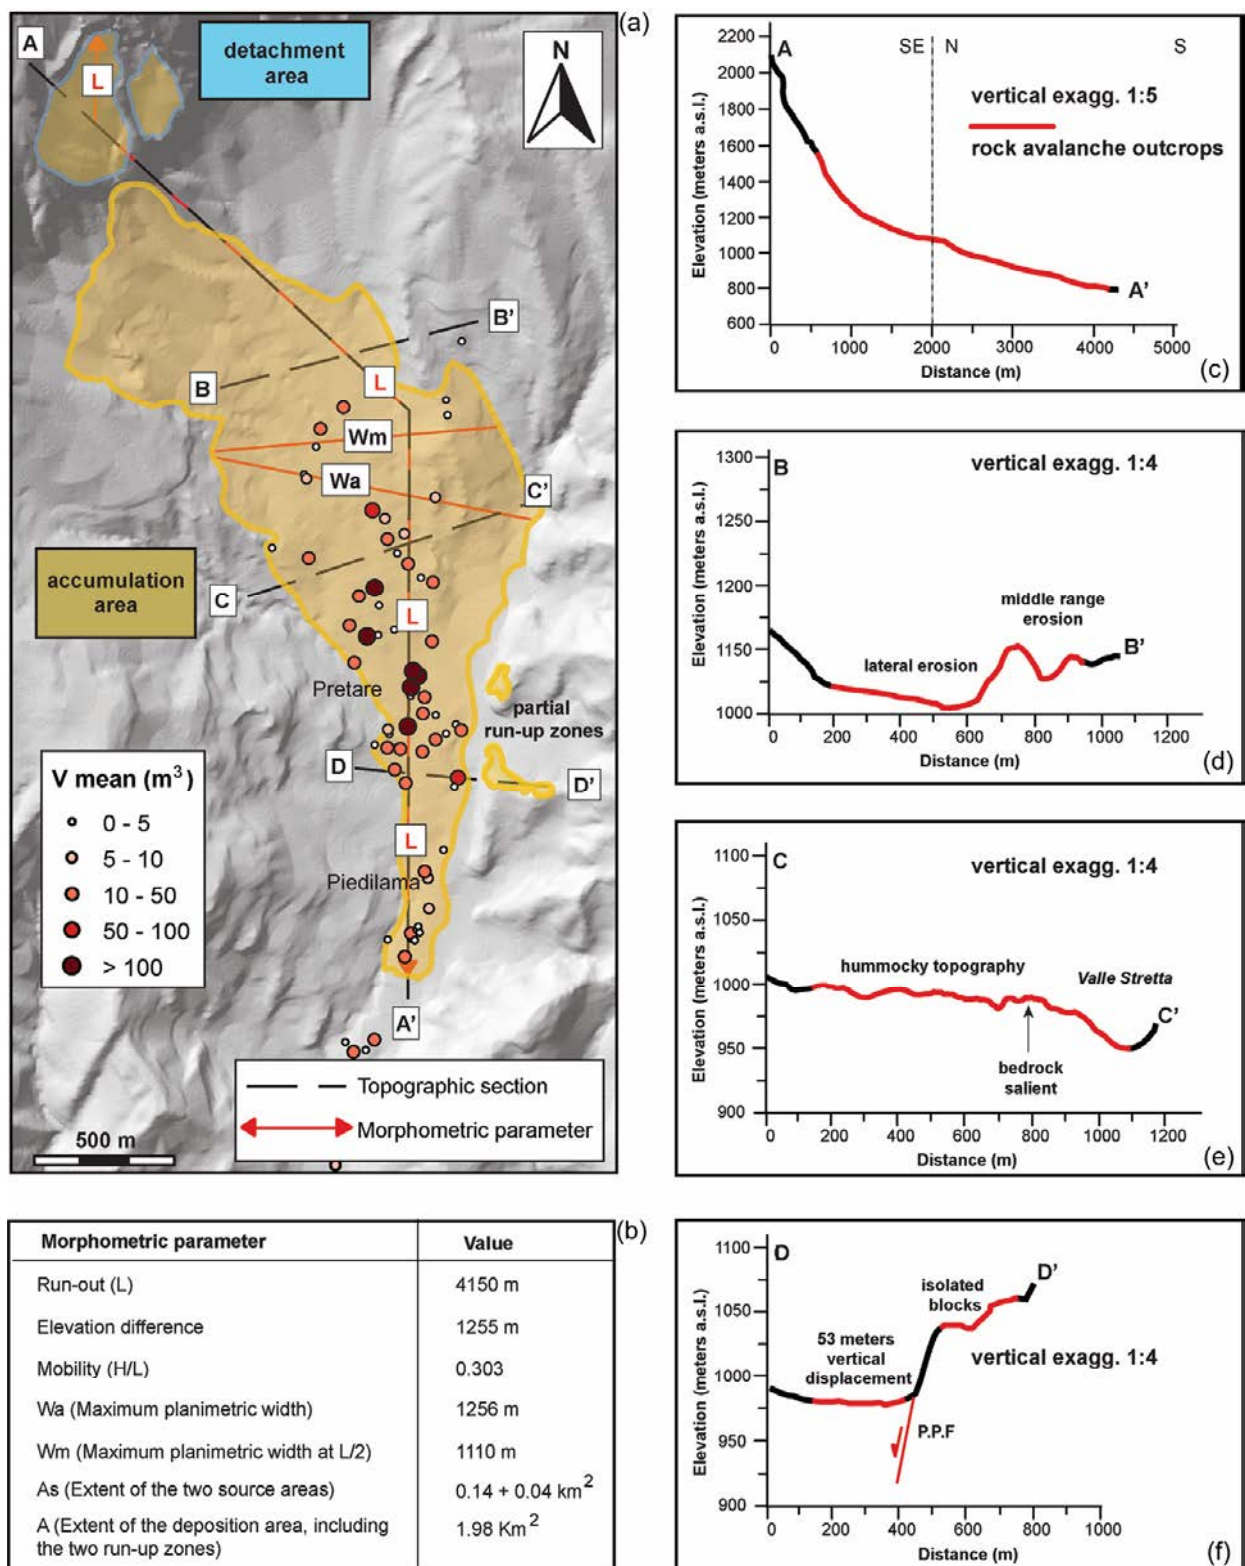 (a)
A
detachment
area
L
N
B'
B
L
Wm
Wa
C'
accumulation
area
C
L
Pretare
partial
run-up zones
D
D'
V mean (m³)
0 - 5
5 - 10
10 - 50
50 - 100
> 100
L
Piedilama
A'
Topographic section
Morphometric parameter
500 m
(b)
Morphometric parameter Value
Run-out (L) 4150 m
Elevation difference 1255 m
Mobility (H/L) 0.303
Wa (Maximum planimetric width) 1256 m
Wm (Maximum planimetric width at L/2) 1110 m
As (Extent of the two source areas) 0.14 + 0.04 km²
A (Extent of the deposition area, including
the two run-up zones) 1.98 Km²
(c)
A
SE N S
vertical exagg. 1:5
rock avalanche outcrops
A'
Elevation (meters a.s.l.)
2200
2000
1800
1600
1400
1200
1000
800
600
0 1000 2000 3000 4000 5000
Distance (m)
(d)
B
vertical exagg. 1:4
middle range
erosion
lateral erosion
B'
Elevation (meters a.s.l.)
1300
1250
1200
1150
1000
0 200 400 600 800 1000 1200
Distance (m)
(e)
C
vertical exagg. 1:4
hummocky topography
Valle Stretta
C'
bedrock
salient
Elevation (meters a.s.l.)
1100
1050
1000
950
900
0 200 400 600 800 1000 1200
Distance (m)
(f)
D
D'
isolated
blocks
53 meters
vertical
displacement
vertical exagg. 1:4
P.P.F
Elevation (meters a.s.l.)
1100
1050
1000
950
900
0 200 400 600 800 1000
Distance (m)